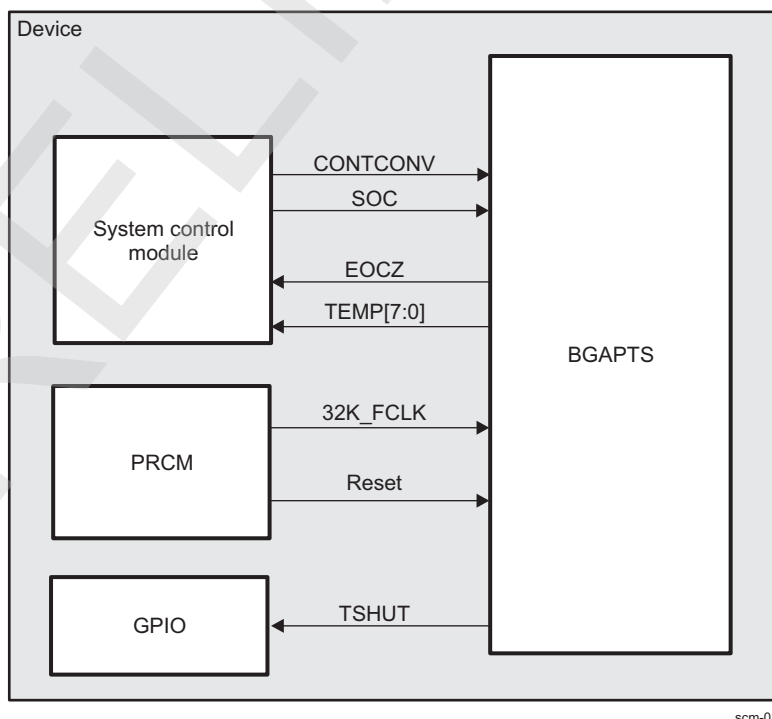 Device
System control
module
CONTCONV
SOC
EOCZ
TEMP[7:0]
BGAPTS
PRCM
32K_FCLK
Reset
GPIO
TSHUT